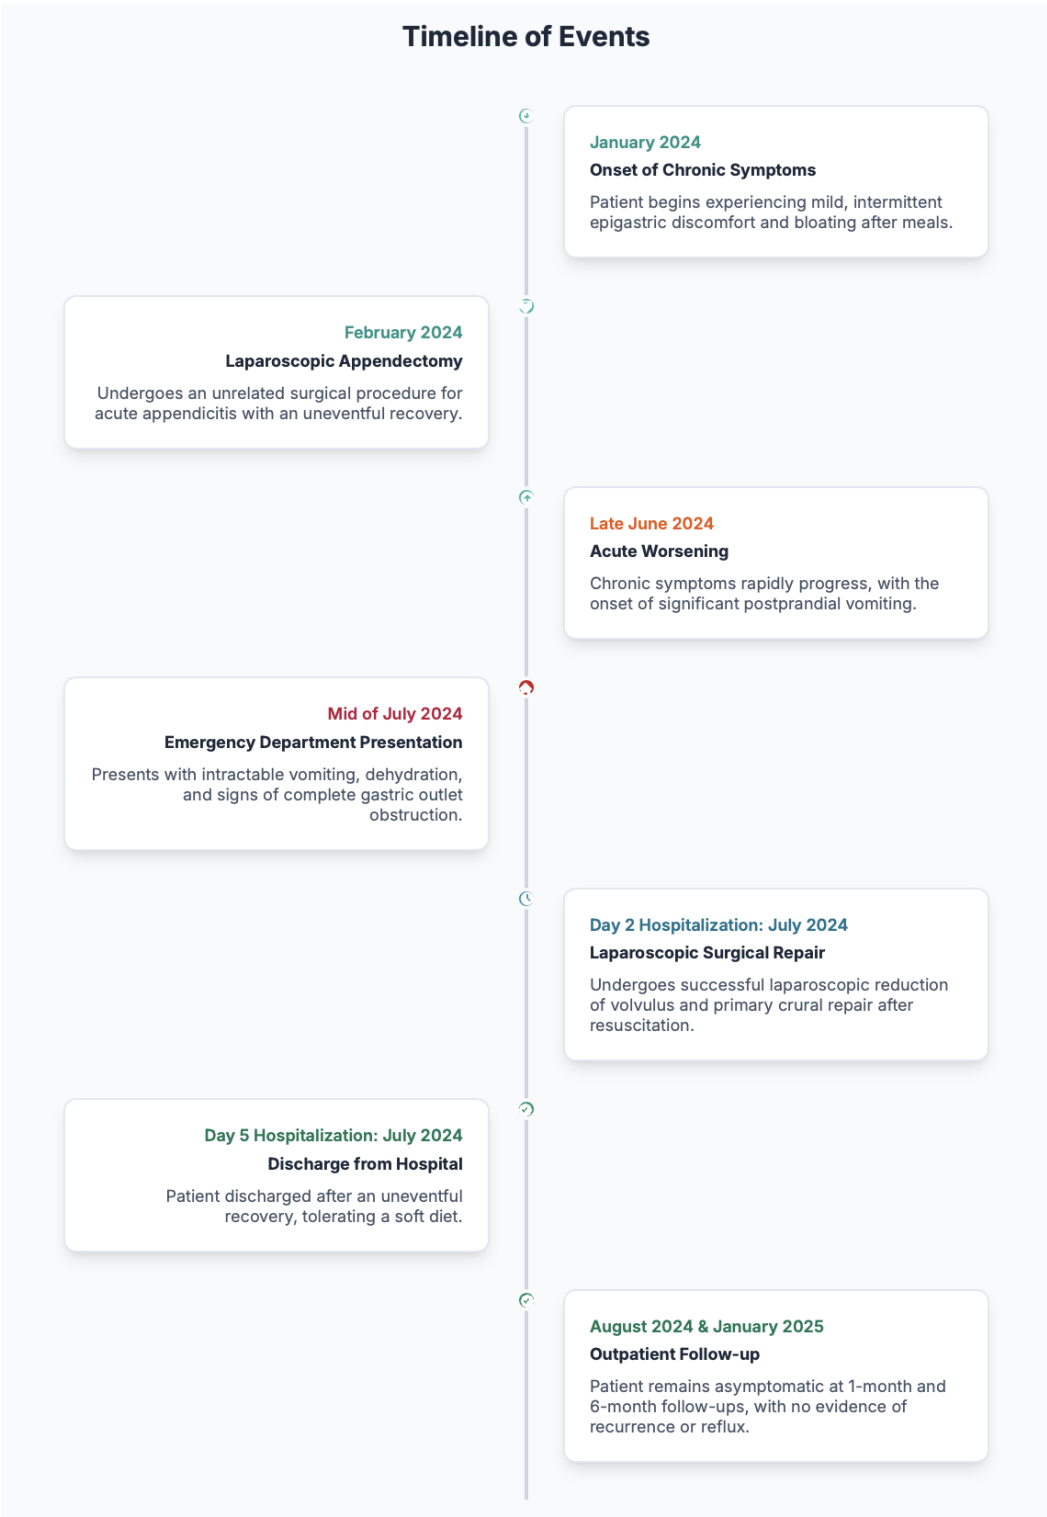 Timeline of Events
January 2024
Onset of Chronic Symptoms
Patient begins experiencing mild, intermittent
epigastric discomfort and bloating after meals.
February 2024
Laparoscopic Appendectomy
Undergoes an unrelated surgical procedure for
acute appendicitis with an uneventful recovery.
Late June 2024
Acute Worsening
Chronic symptoms rapidly progress, with the
onset of significant postprandial vomiting.
Mid of July 2024
Emergency Department Presentation
Presents with intractable vomiting, dehydration,
and signs of complete gastric outlet
obstruction.
Day 2 Hospitalization: July 2024
Laparoscopic Surgical Repair
Undergoes successful laparoscopic reduction
of volvulus and primary crural repair after
resuscitation.
Day 5 Hospitalization: July 2024
Discharge from Hospital
Patient discharged after an uneventful
recovery, tolerating a soft diet.
August 2024 & January 2025
Outpatient Follow-up
Patient remains asymptomatic at 1-month and
6-month follow-ups, with no evidence of
recurrence or reflux.